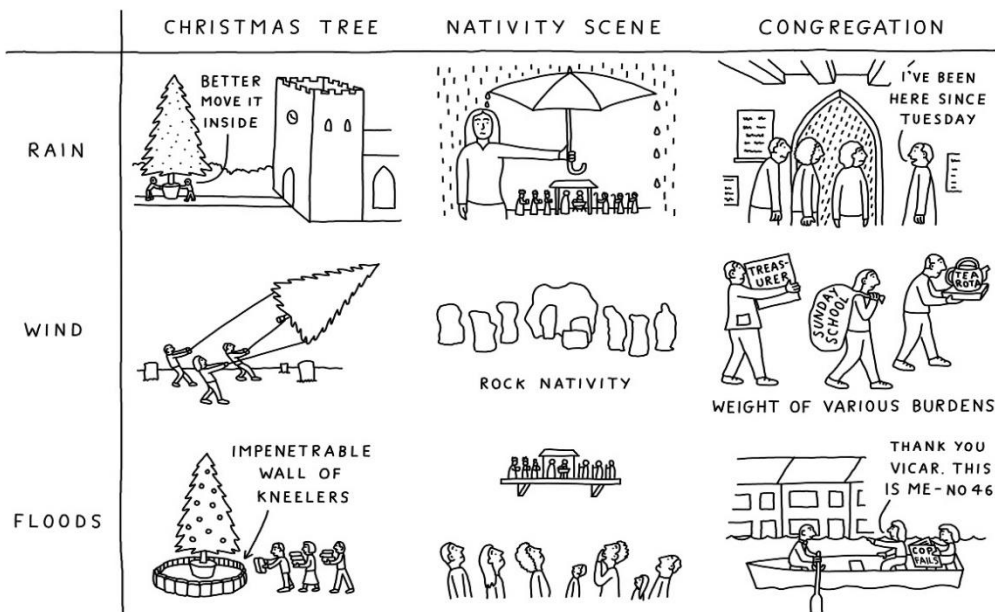 CHRISTMAS TREE
NATIVITY SCENE
CONGREGATION
RAIN
BETTER
MOVE IT
INSIDE
I'VE BEEN
HERE SINCE
TUESDAY
WIND
ROCK NATIVITY
TREAS-
URER
SUNDAY
SCHOOL
TEA
ROTA
WEIGHT OF VARIOUS BURDENS
FLOODS
IMPENETRABLE
WALL OF
KNEELERS
THANK YOU
VICAR. THIS
IS ME-NO 46
COP
FAILS